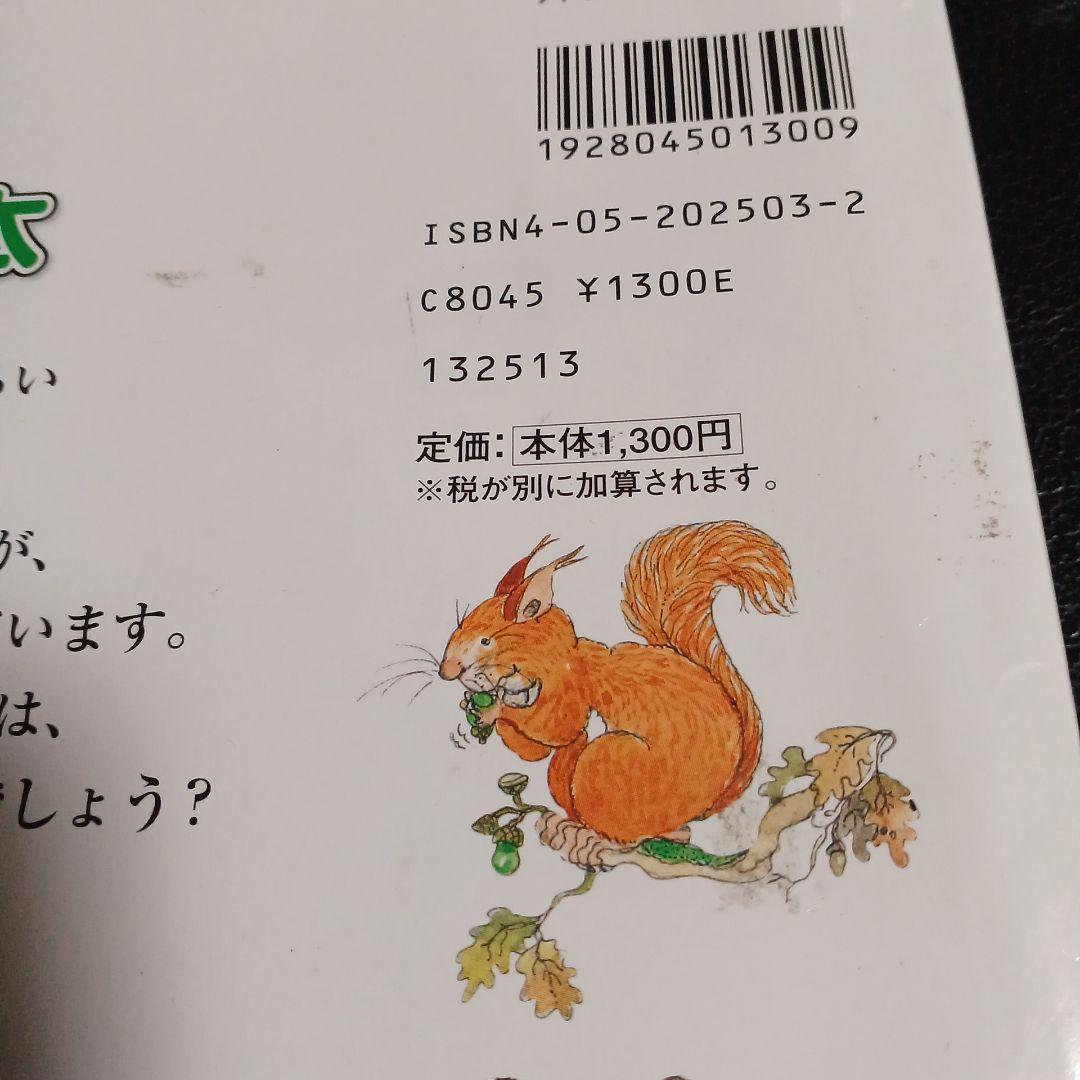 1928045013009
ISBN4-05-202503-2
C8045 ¥1300E
132513
定価：本体1,300円
※税が別に加算されます。
い
が、
います。
は、
でしょう？